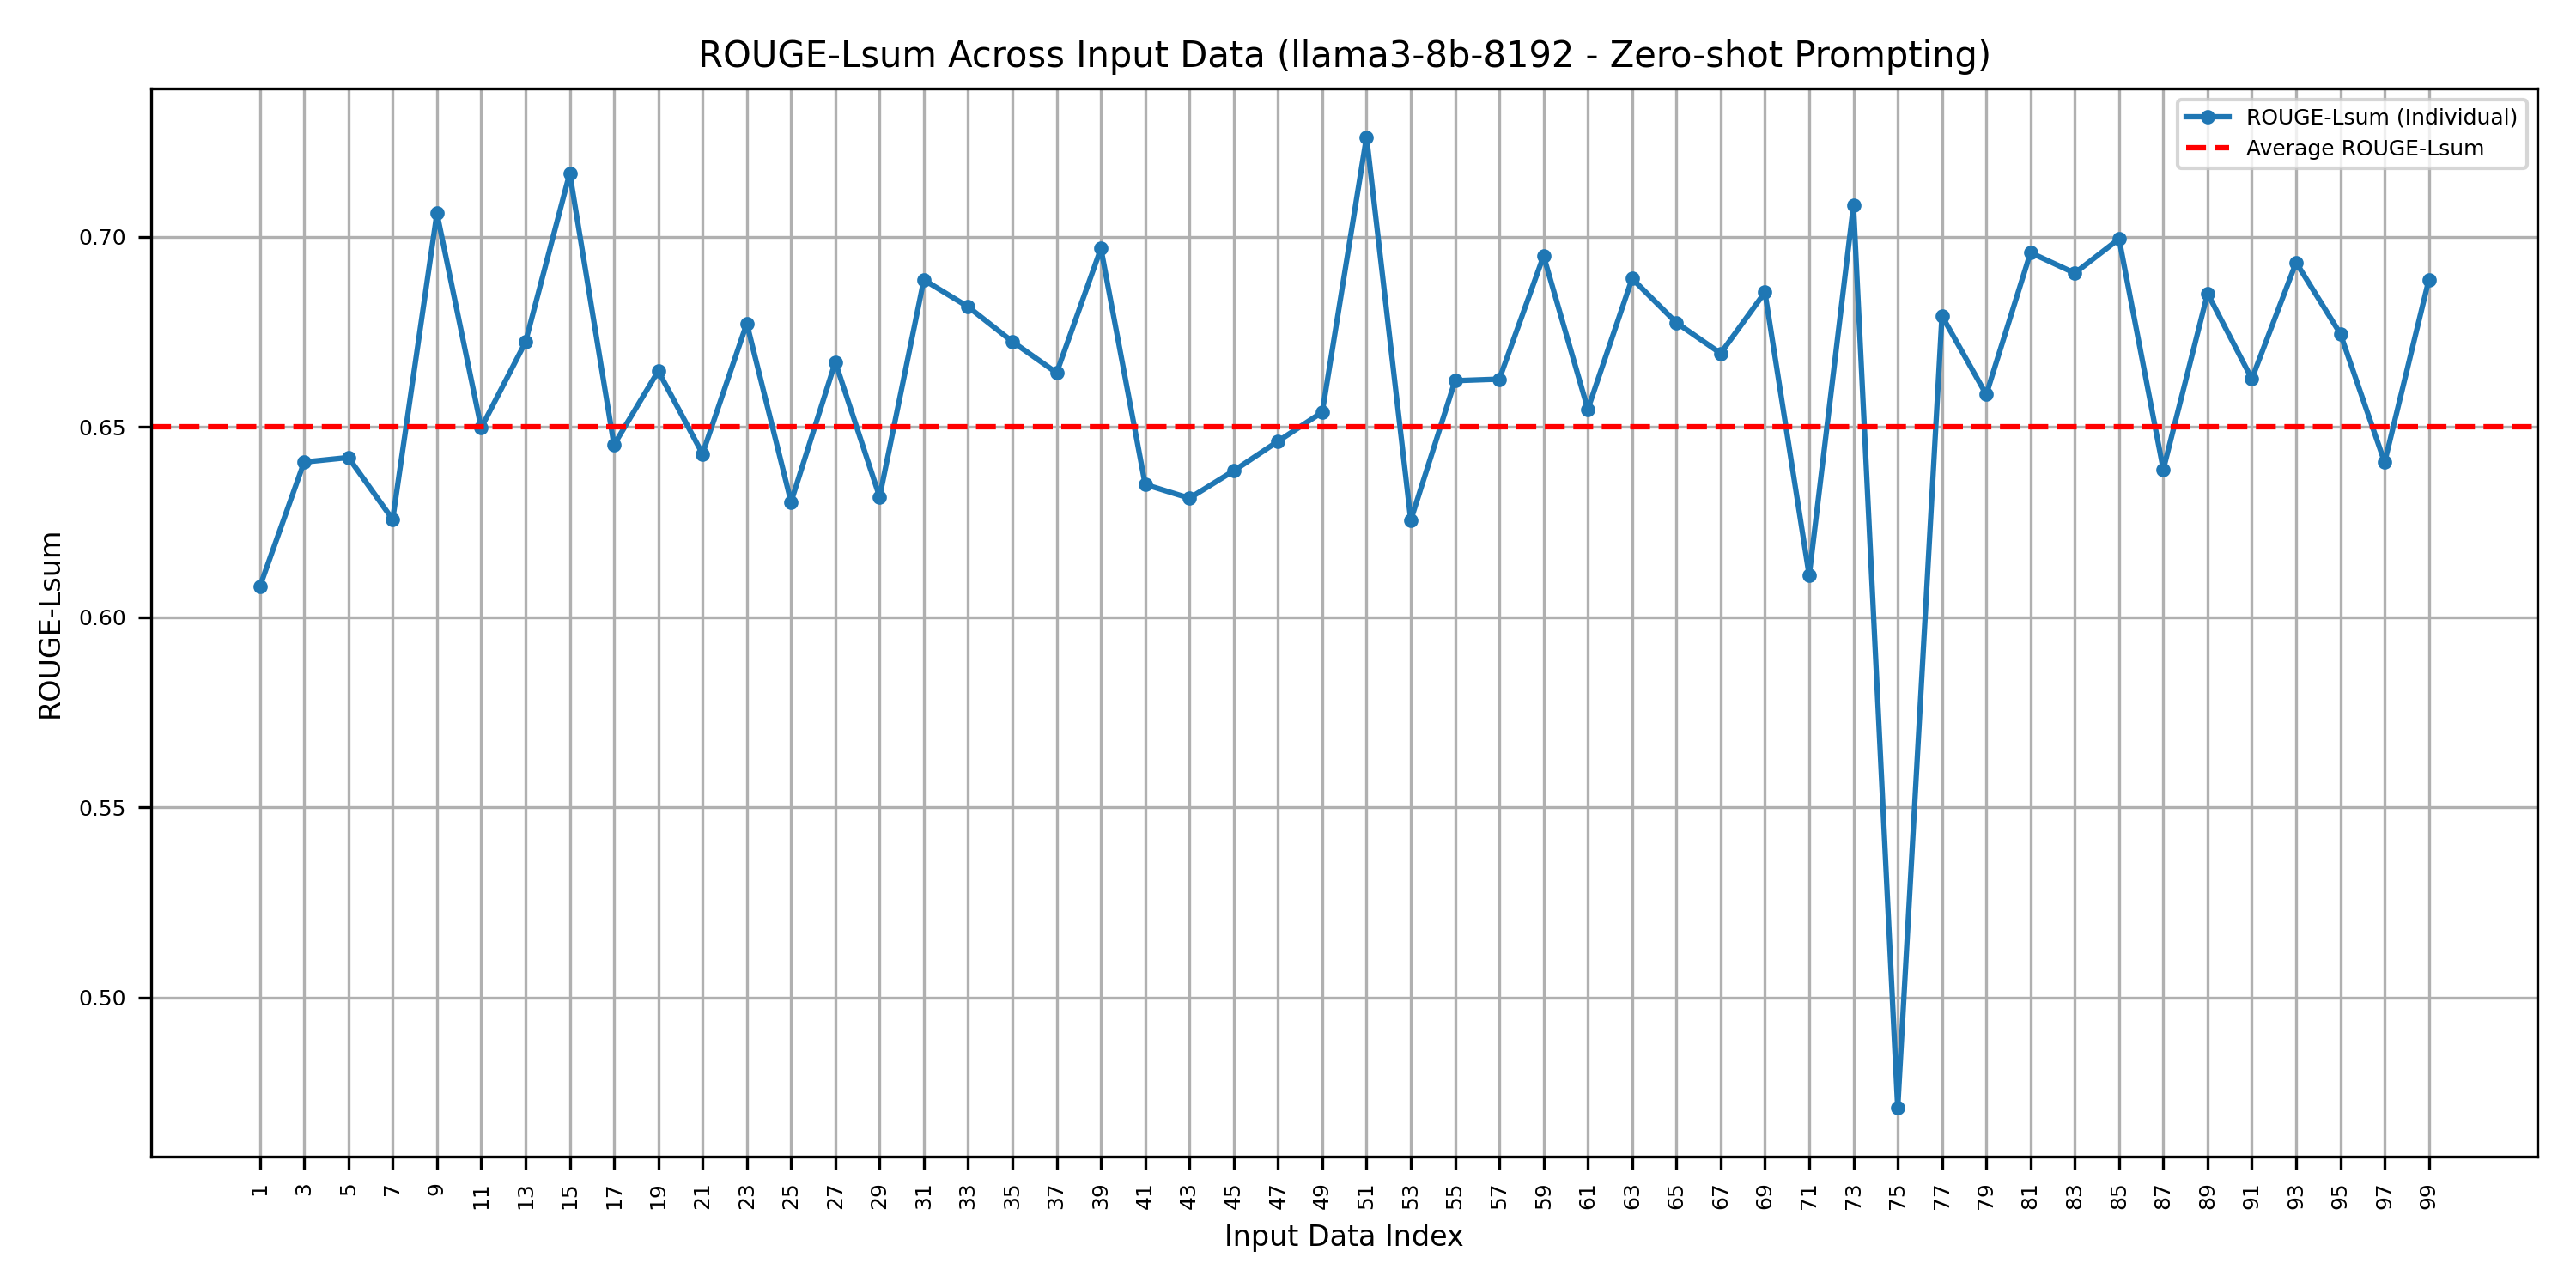 ROUGE-Lsum Across Input Data (llama3-8b-8192 - Zero-shot Prompting)
ROUGE-Lsum (Individual)
Average ROUGE-Lsum
ROUGE-Lsum
0.70
0.65
0.60
0.55
0.50
1 3 5 7 9 11 13 15 17 19 21 23 25 27 29 31 33 35 37 39 41 43 45 47 49 51 53 55 57 59 61 63 65 67 69 71 73 75 77 79 81 83 85 87 89 91 93 95 97 99
Input Data Index